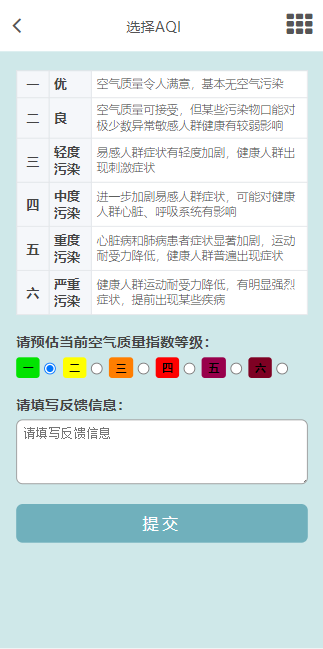 选择AQI
一 优 空气质量令人满意，基本无空气污染
二 良 空气质量可接受，但某些污染物口能对
极少数异常敏感人群健康有较弱影响
三 轻度污染 易感人群症状有轻度加剧，健康人群出
现刺激症状
四 中度污染 进一步加剧易感人群症状，可能对健康
人群心脏、呼吸系统有影响
五 重度污染 心脏病和肺病患者症状显著加剧，运动
耐受力降低，健康人群普遍出现症状
六 严重污染 健康人群运动耐受力降低，有明显强烈
症状，提前出现某些疾病
请预估当前空气质量指数等级：
一 二 三 四 五 六
请填写反馈信息：
请填写反馈信息
提交